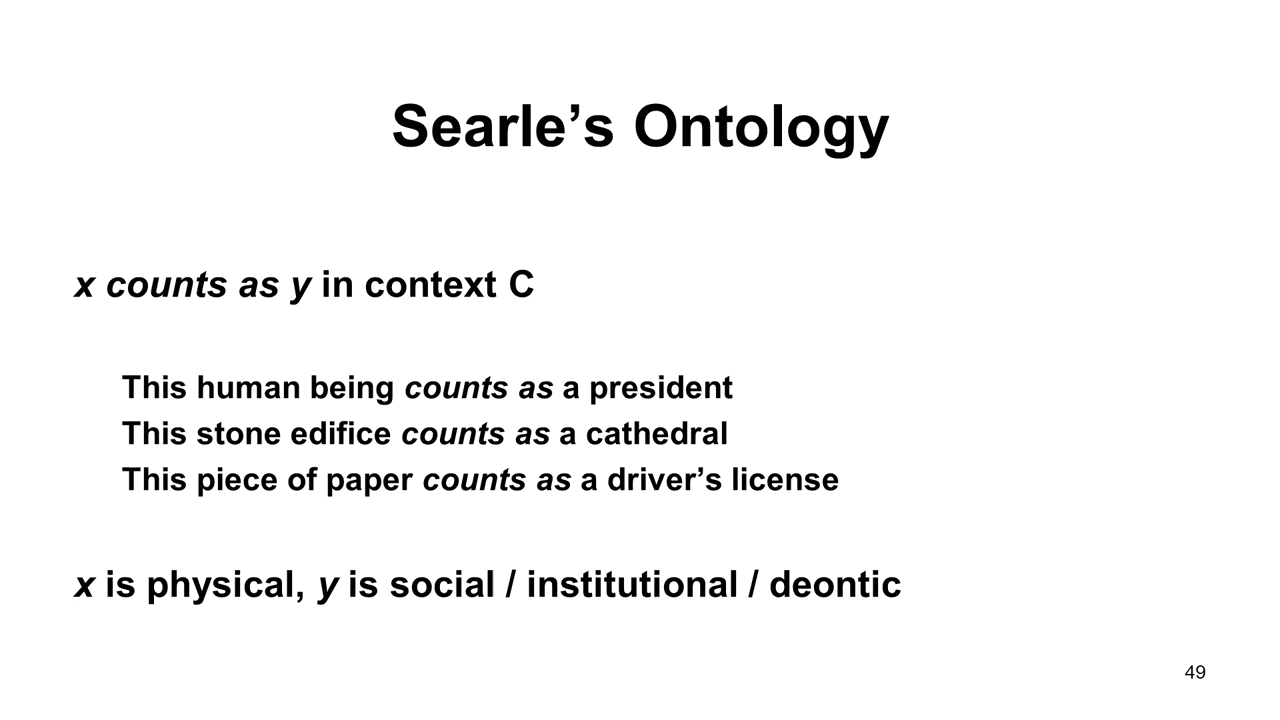 Searle’s Ontology
x counts as y in context C
This human being counts as a president
This stone edifice counts as a cathedral
This piece of paper counts as a driver’s license
x is physical, y is social / institutional / deontic
49